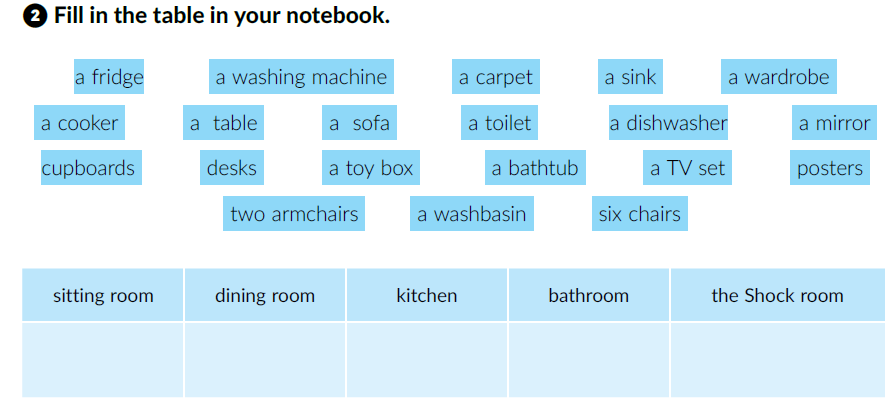 2 Fill in the table in your notebook.
a fridge a washing machine a carpet a sink a wardrobe
a cooker a table a sofa a toilet a dishwasher a mirror
cupboards desks a toy box a bathtub a TV set posters
two armchairs a washbasin six chairs
sitting room dining room kitchen bathroom the Shock room